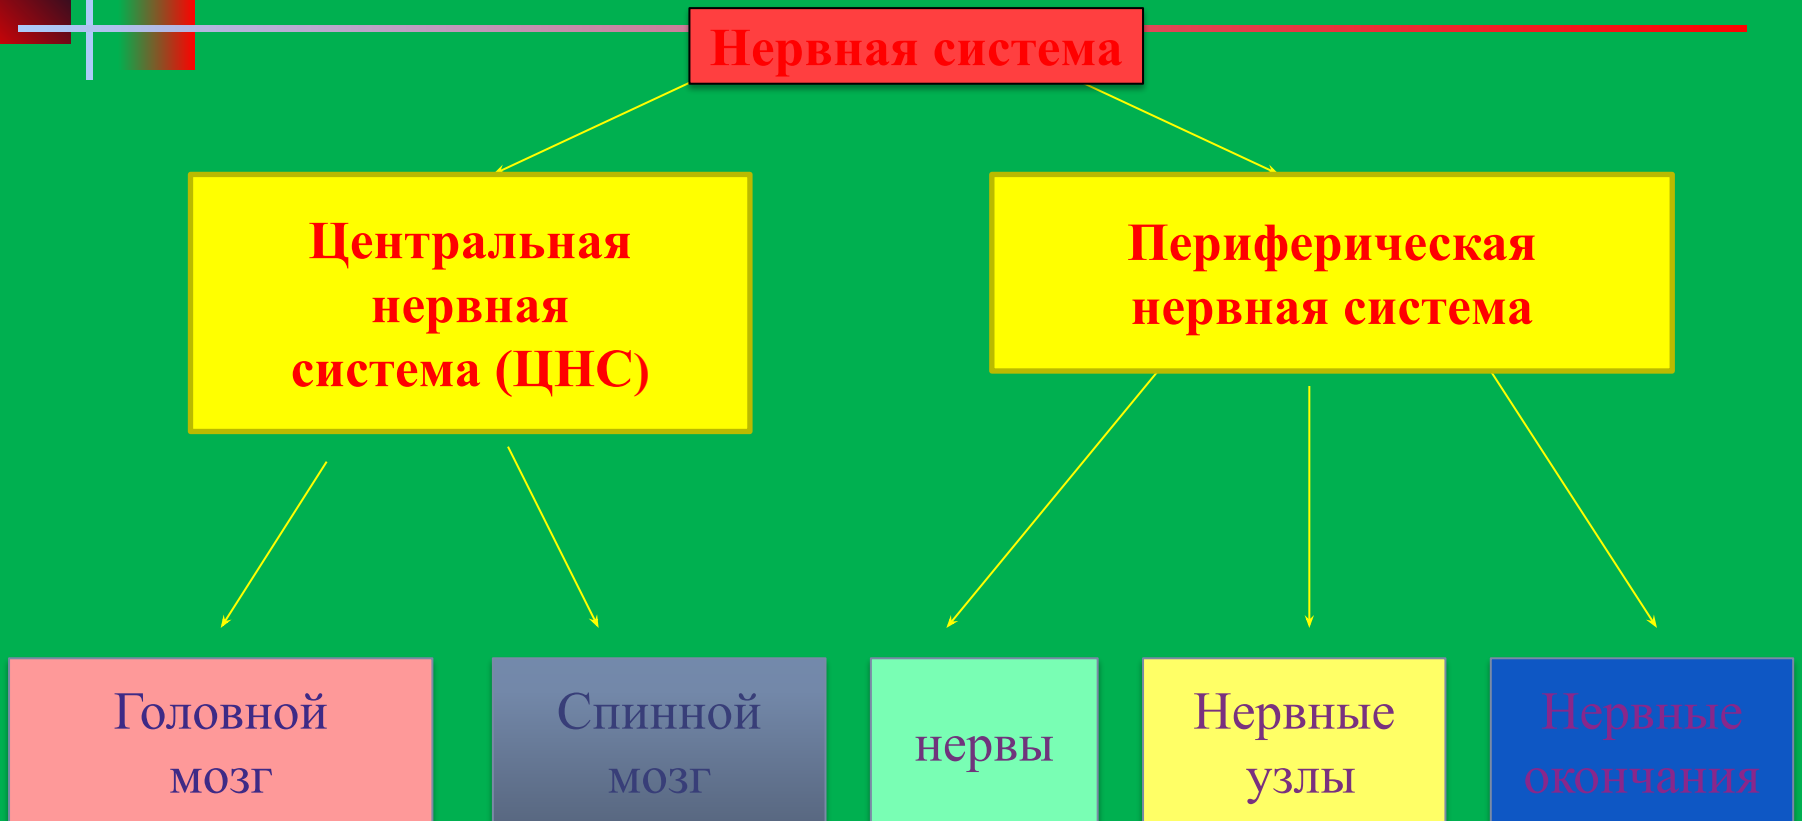 Нервная система
Центральная
нервная
система (ЦНС)
Периферическая
нервная система
Головной
мозг
Спинной
мозг
нервы
Нервные
узлы
Нервные
окончания